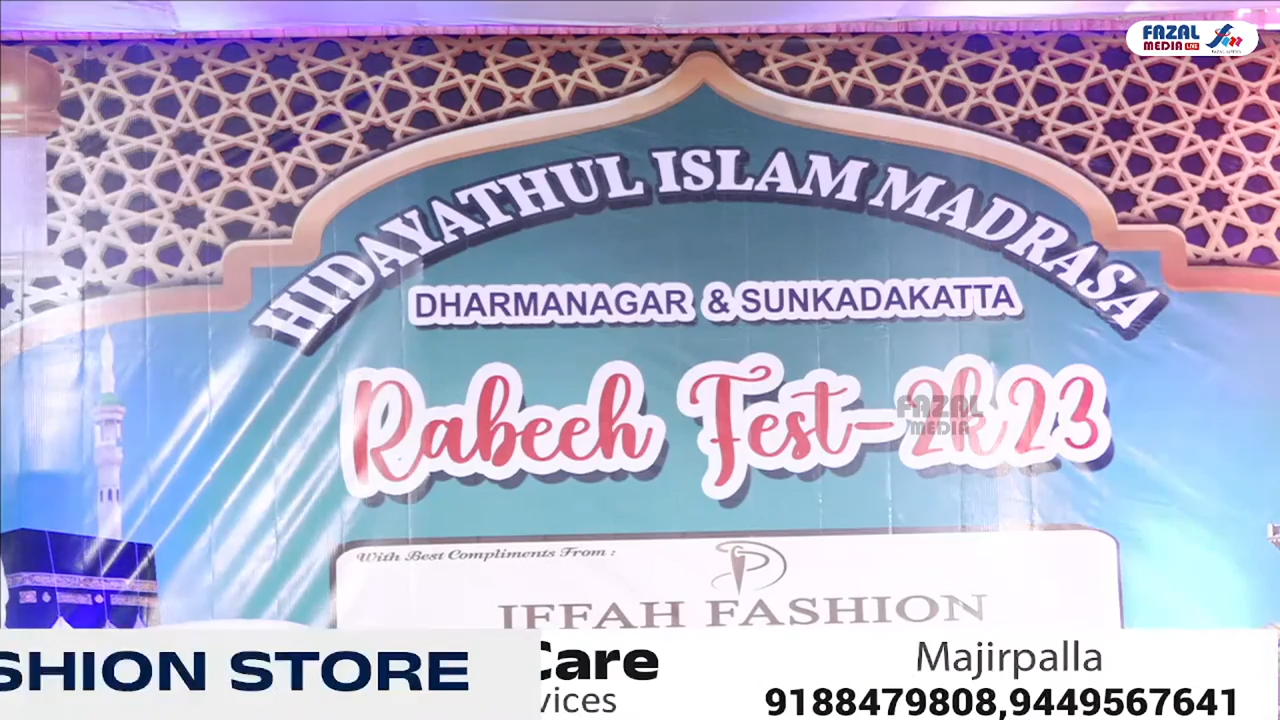 FAZAL
MEDIA LIVE
HIDAYATHUL ISLAM MADRASA
DHARMANAGAR & SUNKADAKATTA
Rabeeh Fest-2k23
FAZAL
MEDIA
With Best Compliments From :
IFFAH FASHION
SHION STORE
Care
vices
Majirpalla
9188479808,9449567641